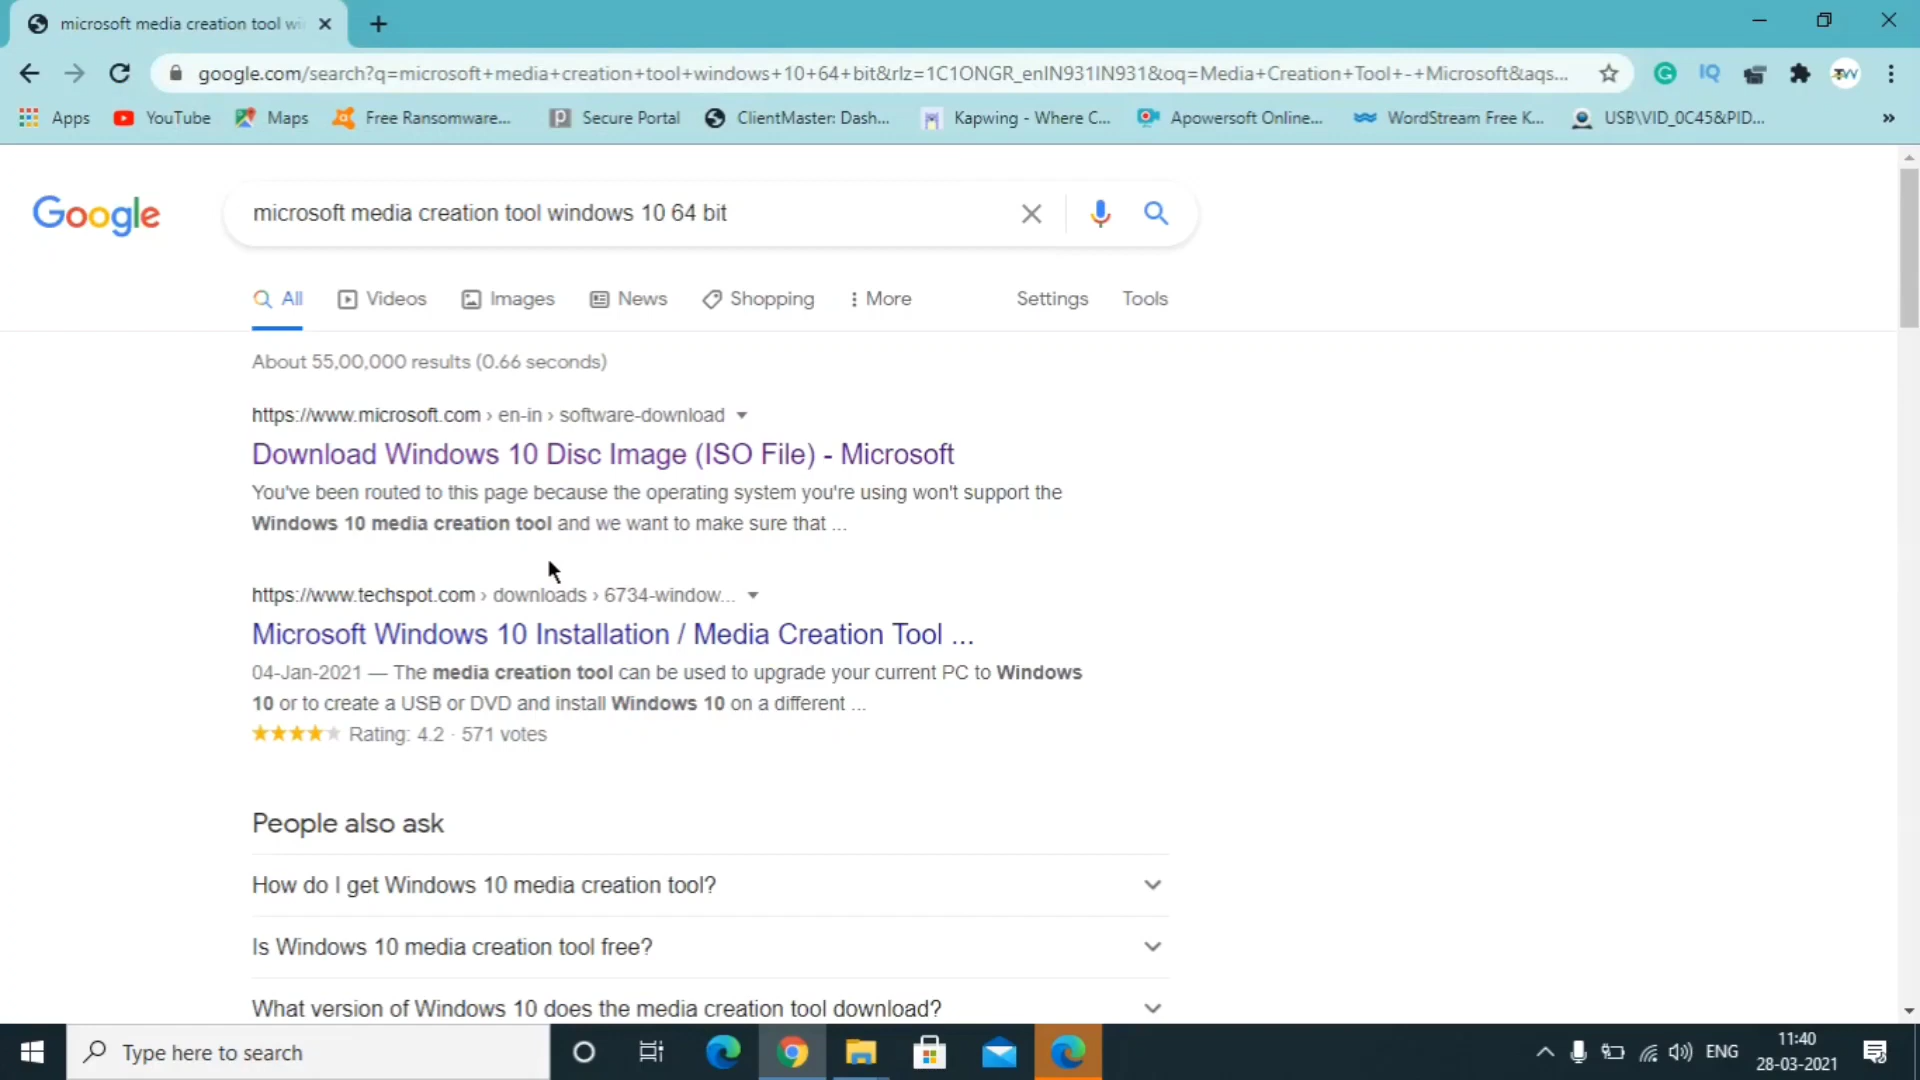 microsoft media creation tool wi
google.com/search?q=microsoft+media+creation+tool+windows+10+64+bit&rlz=1C1ONGR_enIN931IN931&oq=Media+Creation+Tool+-+Microsoft&aqs...
IQ
Apps YouTube Maps Free Ransomware... Secure Portal ClientMaster: Dash... Kapwing - Where C... Apowersoft Online... WordStream Free K... USB\VID_0C45&PID... »
Google
microsoft media creation tool windows 10 64 bit
All Videos Images News Shopping More Settings Tools
About 55,00,000 results (0.66 seconds)
https://www.microsoft.com › en-in › software-download
Download Windows 10 Disc Image (ISO File) - Microsoft
You've been routed to this page because the operating system you're using won't support the
Windows 10 media creation tool and we want to make sure that ...
https://www.techspot.com › downloads › 6734-window...
Microsoft Windows 10 Installation / Media Creation Tool ...
04-Jan-2021 — The media creation tool can be used to upgrade your current PC to Windows
10 or to create a USB or DVD and install Windows 10 on a different ...
Rating: 4.2 · 571 votes
People also ask
How do I get Windows 10 media creation tool?
Is Windows 10 media creation tool free?
What version of Windows 10 does the media creation tool download?
Type here to search
ENG
11:40
28-03-2021